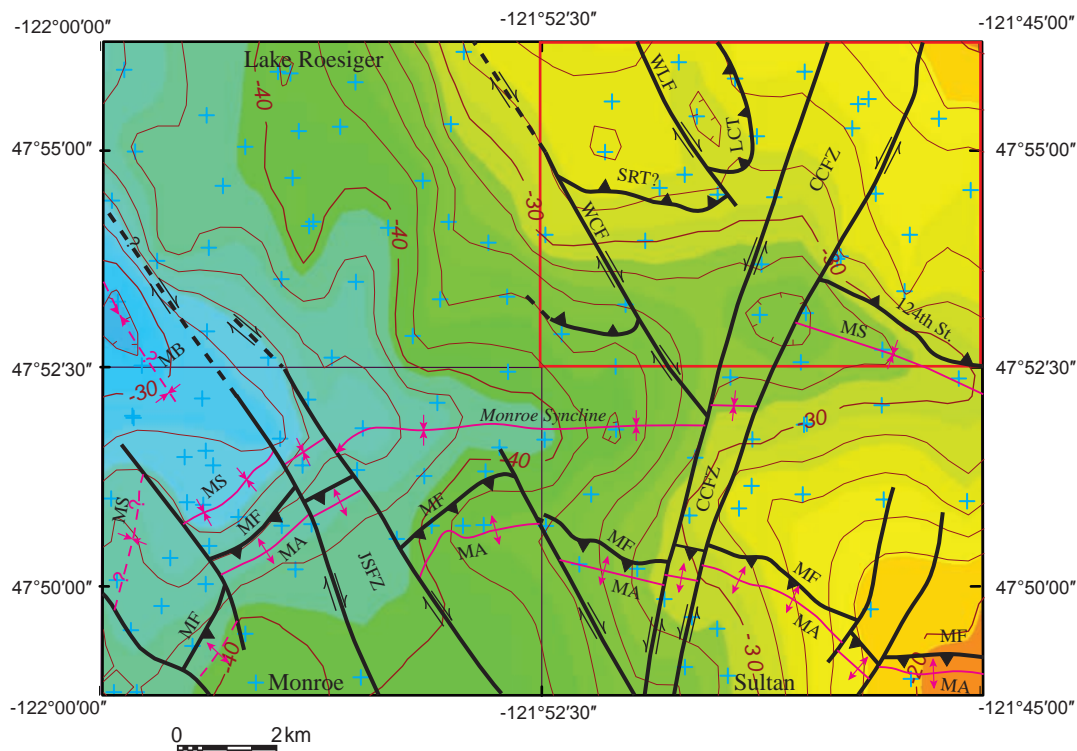 -122°00'00"
-121°52'30"
-121°45'00"
Lake Roesiger
-40
WLF
LCT
CCFZ
47°55'00"
47°55'00"
SRT?
-30
WCF
-40
-30
?
124th St.
MS
MB
?
47°52'30"
47°52'30"
-30
Monroe Syncline
-30
-40
MS
MS
?
MF
MF
CCFZ
MA
MA
MF
JSFZ
MF
47°50'00"
?
MA
47°50'00"
MF
MA
MF
-40
-30
-20
Monroe
Sultan
MA
-122°00'00"
-121°52'30"
-121°45'00"
0 2 km